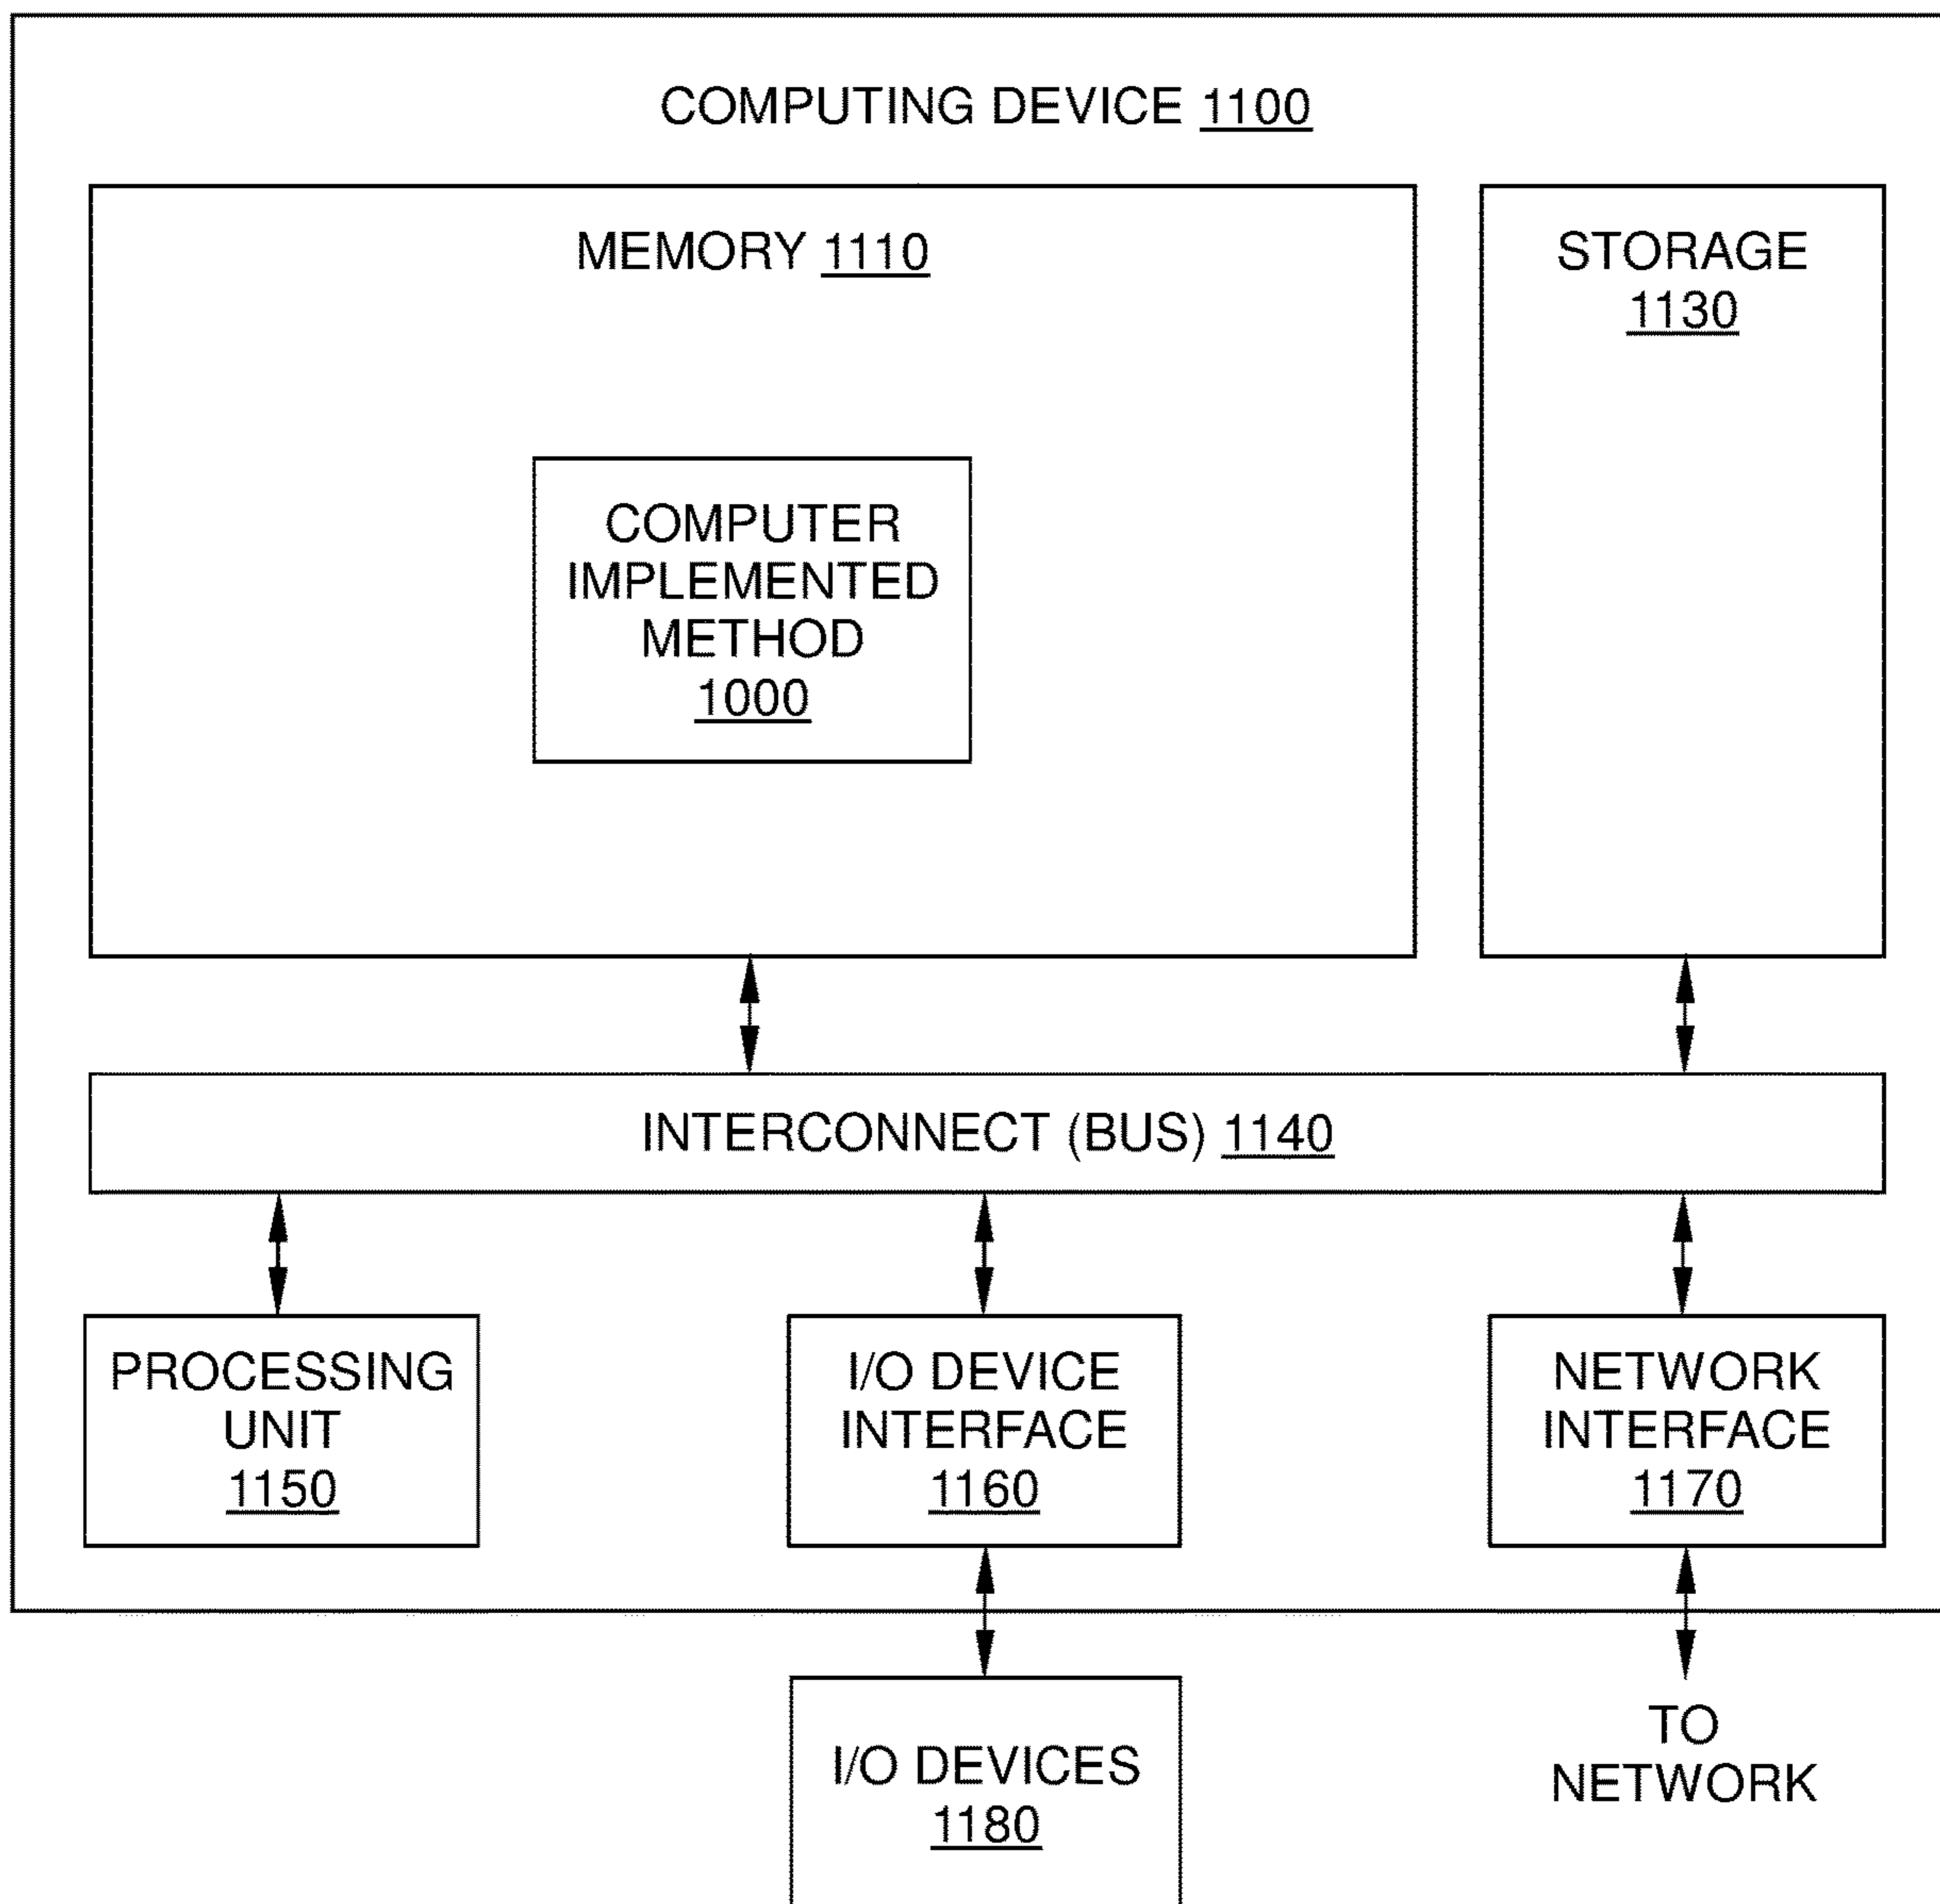 COMPUTING DEVICE 1100
MEMORY 1110
STORAGE
1130
COMPUTER
IMPLEMENTED
METHOD
1000
INTERCONNECT (BUS) 1140
PROCESSING
UNIT
1150
I/O DEVICE
INTERFACE
1160
NETWORK
INTERFACE
1170
I/O DEVICES
1180
TO
NETWORK